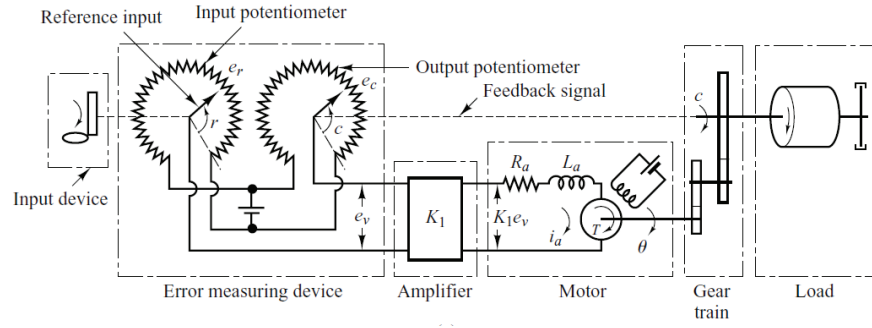 Reference input
Input potentiometer
e_r
e_c
Output potentiometer
Feedback signal
r
c
c
Input device
R_a
L_a
e_v
K_1
K_1e_v
i_a
T
θ
Error measuring device
Amplifier
Motor
Gear
train
Load